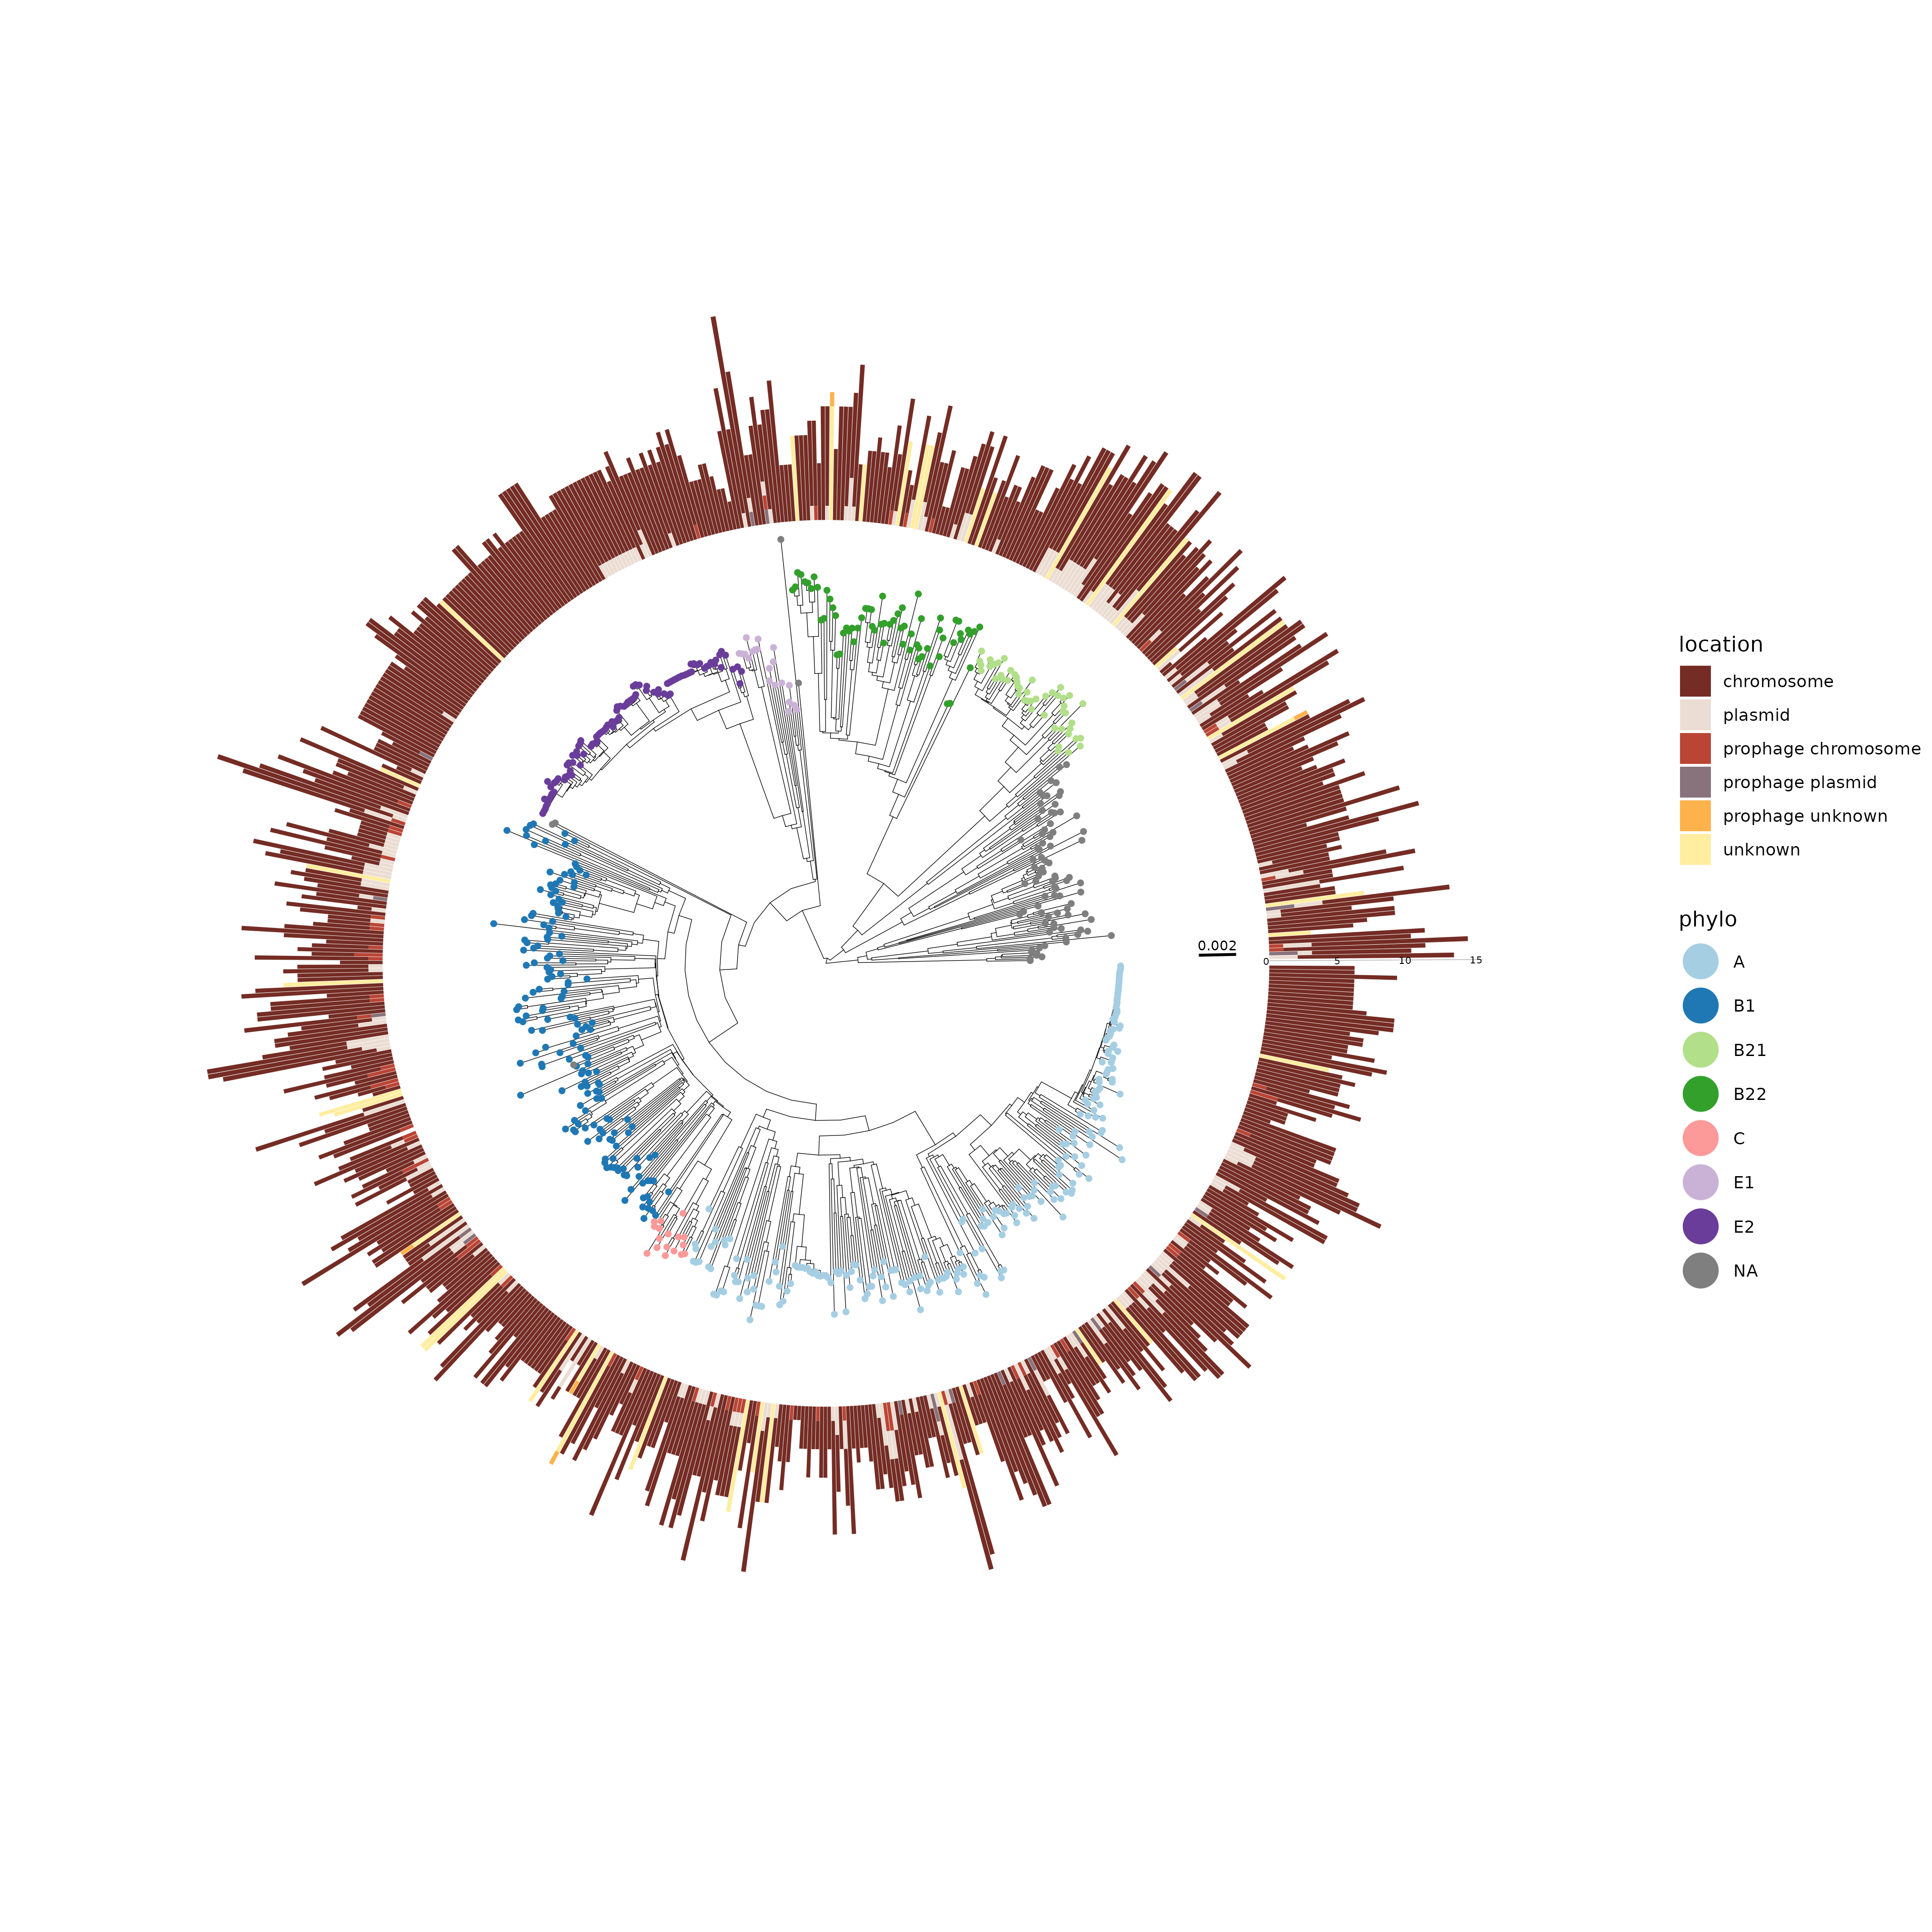 location
chromosome
plasmid
prophage chromosome
prophage plasmid
prophage unknown
unknown
phylo
A
B1
B21
B22
C
E1
E2
NA
0.002
0 5 10 15